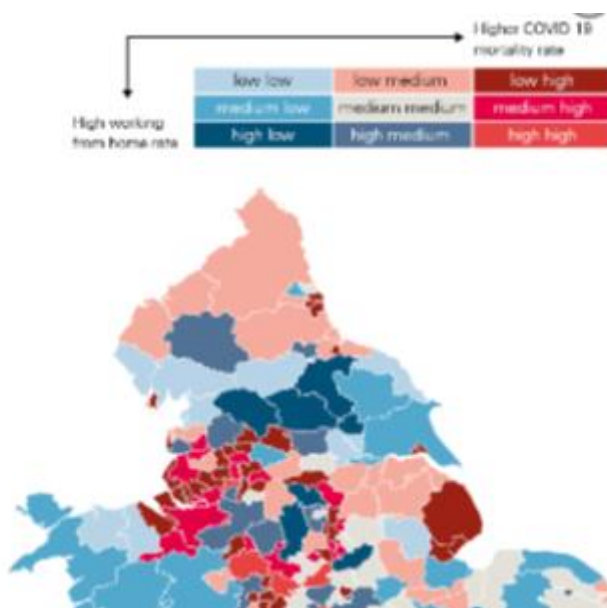 Higher COVID 19
mortality rate
low low
low medium
low high
High working
from home rate
medium low
medium medium
medium high
high low
high medium
high high